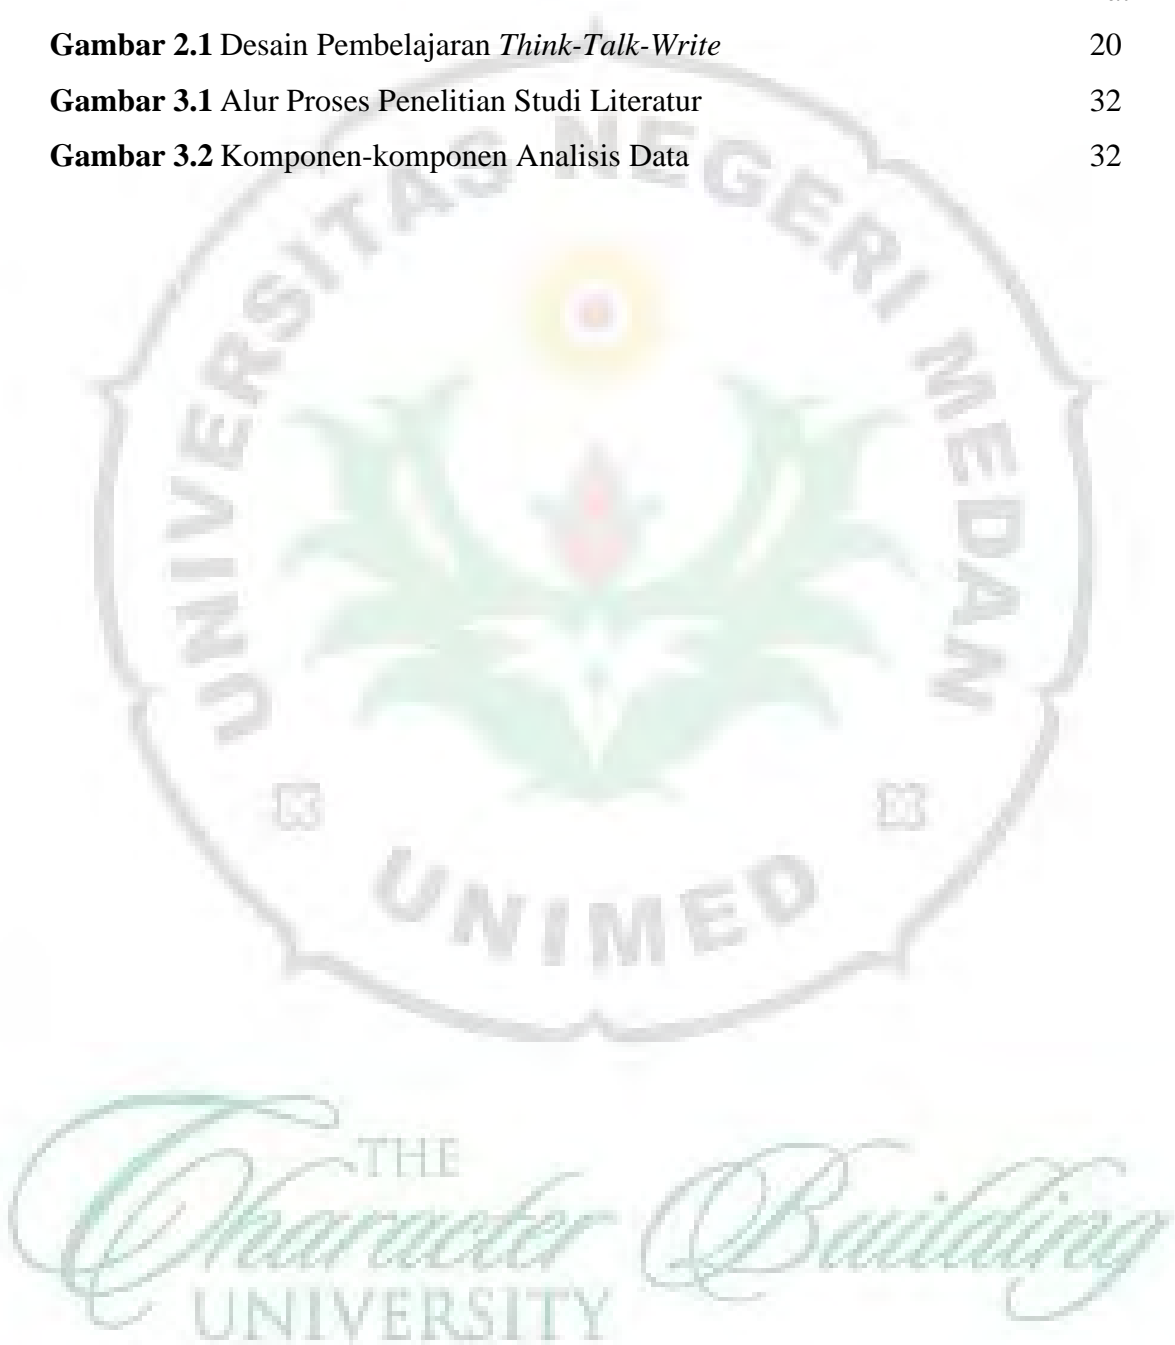 Gambar 2.1 Desain Pembelajaran Think-Talk-Write 20
Gambar 3.1 Alur Proses Penelitian Studi Literatur 32
Gambar 3.2 Komponen-komponen Analisis Data 32
UNIVERSITAS NEGERI MEDAN
UNIMED
THE
Character Building
UNIVERSITY